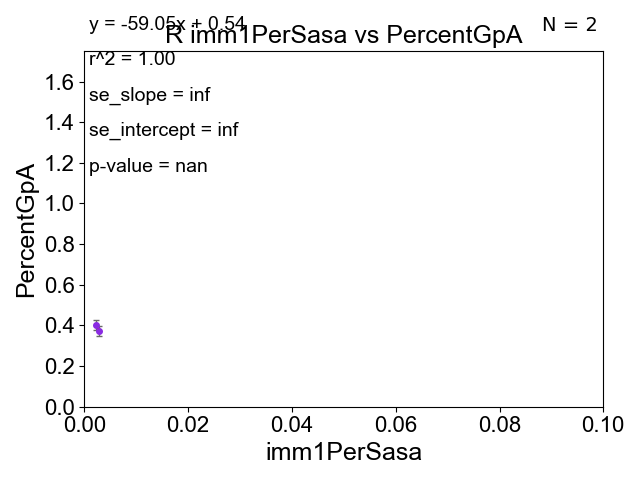 y = -59.05x + 0.54
R imm1PerSasa vs PercentGpA
N = 2
r^2 = 1.00
se_slope = inf
se_intercept = inf
p-value = nan
PercentGpA
1.6
1.4
1.2
1.0
0.8
0.6
0.4
0.2
0.0
0.00 0.02 0.04 0.06 0.08 0.10
imm1PerSasa